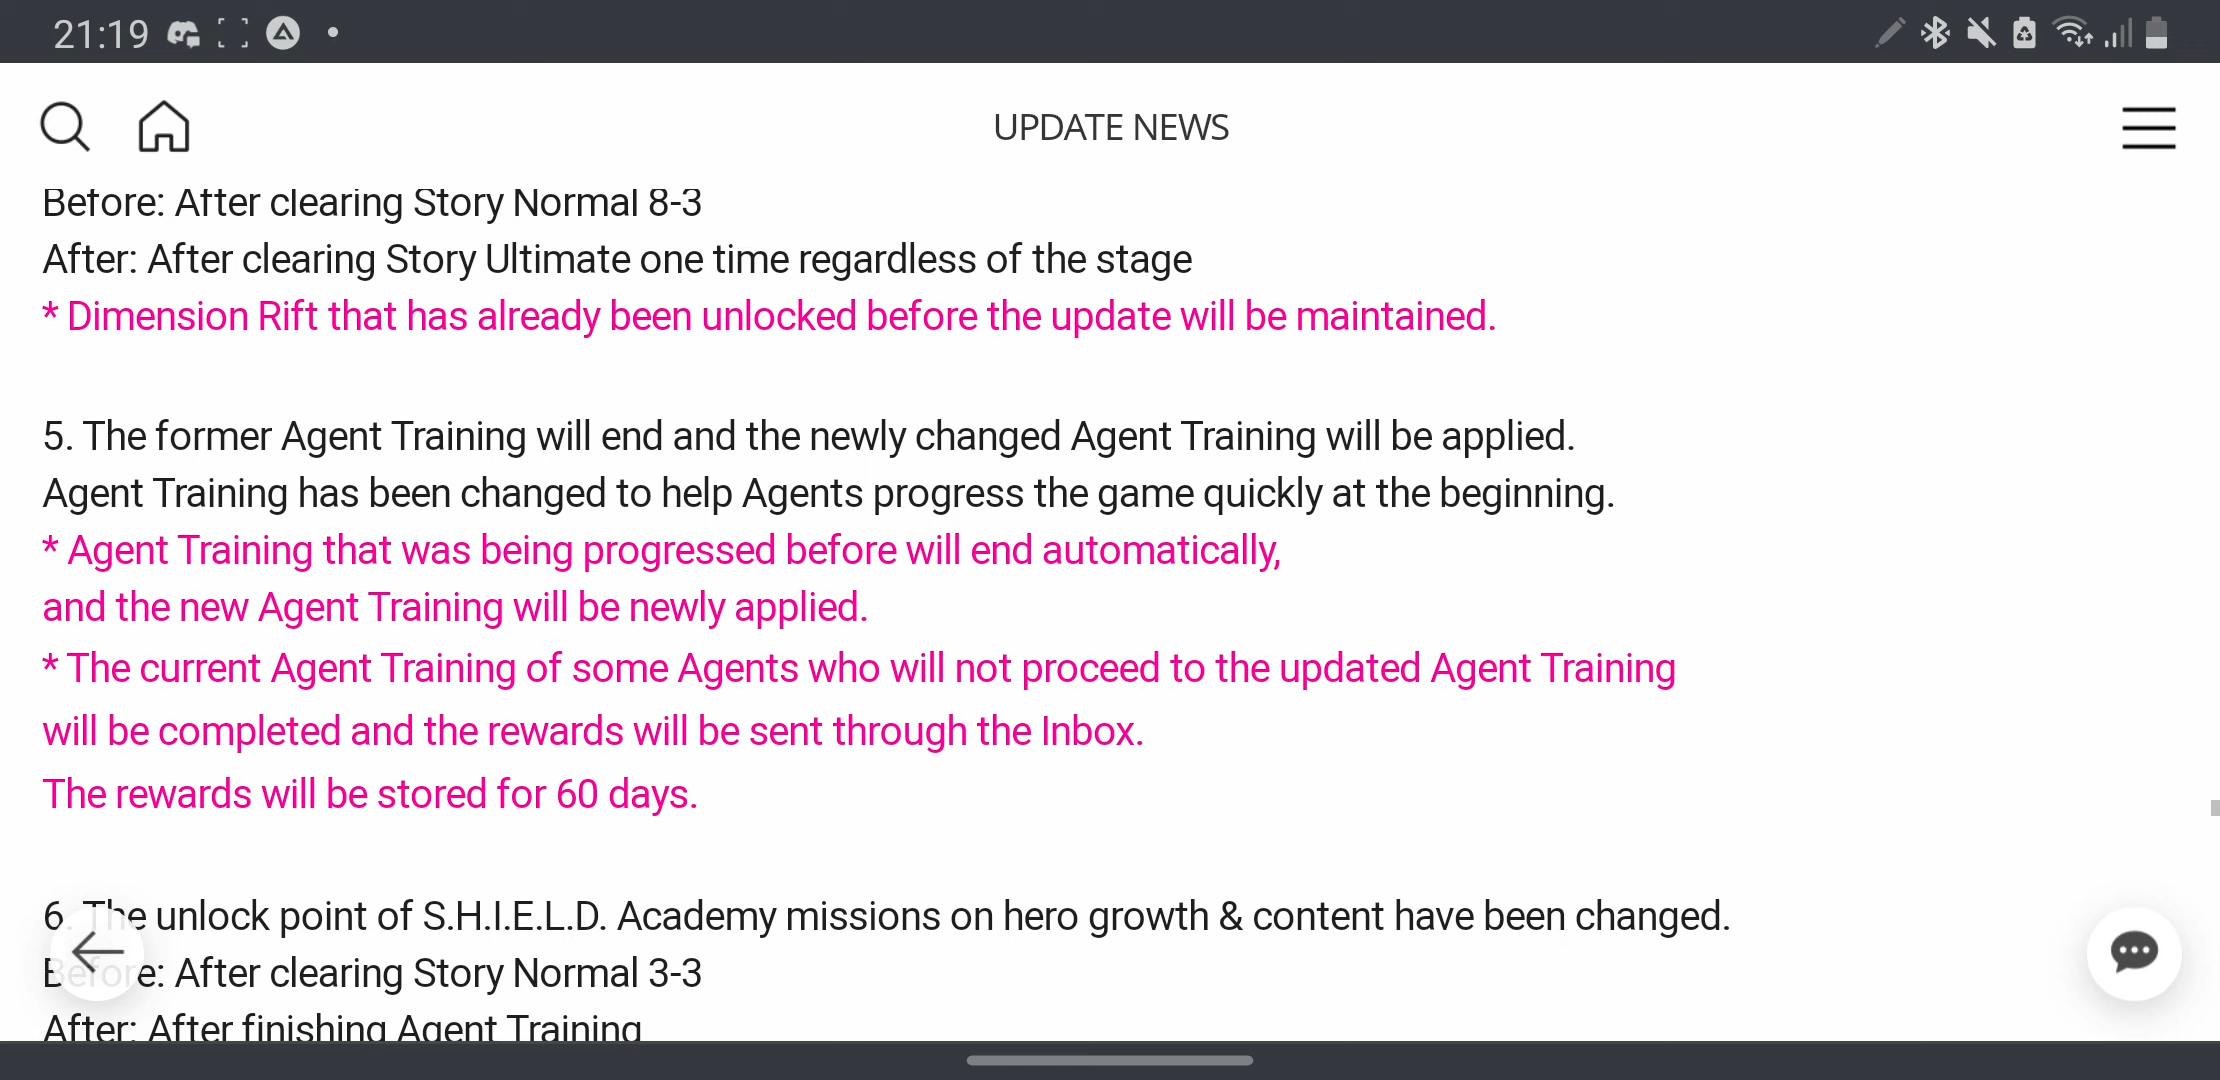 21:19
UPDATE NEWS
Before: After clearing Story Normal 8-3
After: After clearing Story Ultimate one time regardless of the stage
* Dimension Rift that has already been unlocked before the update will be maintained.
5. The former Agent Training will end and the newly changed Agent Training will be applied.
Agent Training has been changed to help Agents progress the game quickly at the beginning.
* Agent Training that was being progressed before will end automatically,
and the new Agent Training will be newly applied.
* The current Agent Training of some Agents who will not proceed to the updated Agent Training
will be completed and the rewards will be sent through the Inbox.
The rewards will be stored for 60 days.
6. The unlock point of S.H.I.E.L.D. Academy missions on hero growth & content have been changed.
Before: After clearing Story Normal 3-3
After: After finishing Agent Training